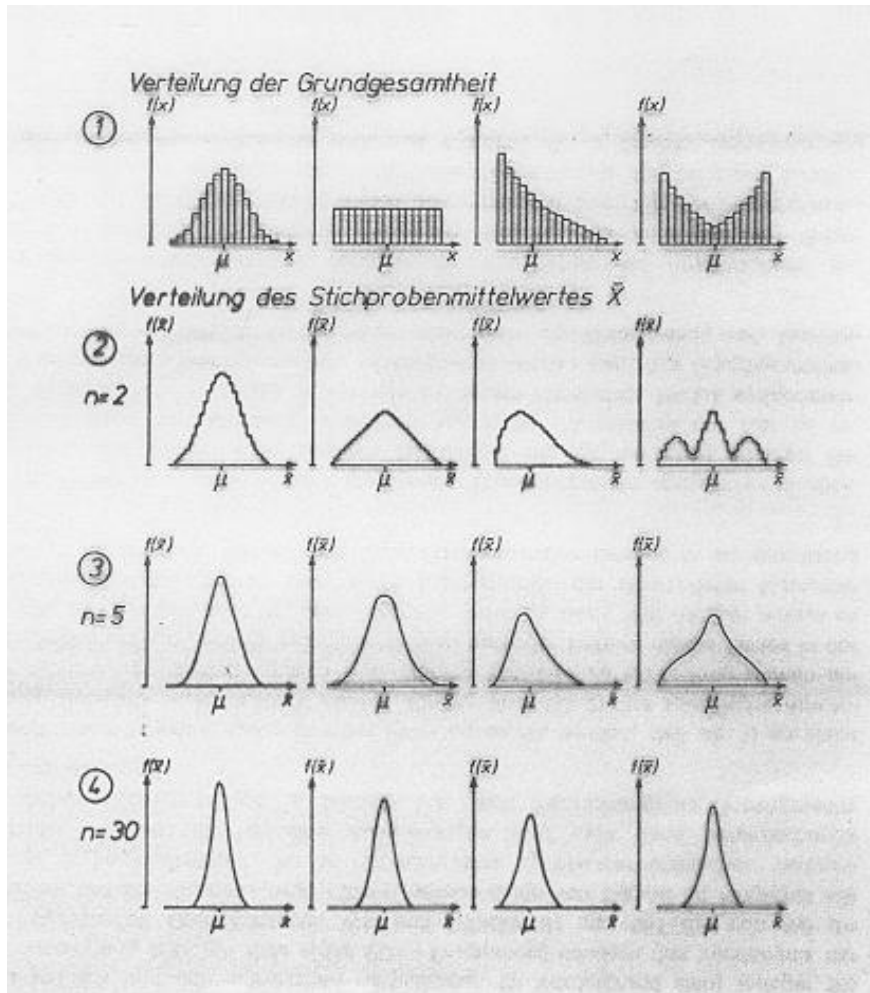 Verteilung der Grundgesamtheit
① f(x) f(x) f(x) f(x)
μ x μ x μ x μ x
Verteilung des Stichprobenmittelwertes X̄
② f(x̄) f(x̄) f(x̄) f(x̄)
n=2
μ x̄ μ x̄ μ x̄ μ x̄
③ f(x̄) f(x̄) f(x̄) f(x̄)
n=5
μ x̄ μ x̄ μ x̄ μ x̄
④ f(x̄) f(x̄) f(x̄) f(x̄)
n=30
μ x̄ μ x̄ μ x̄ μ x̄